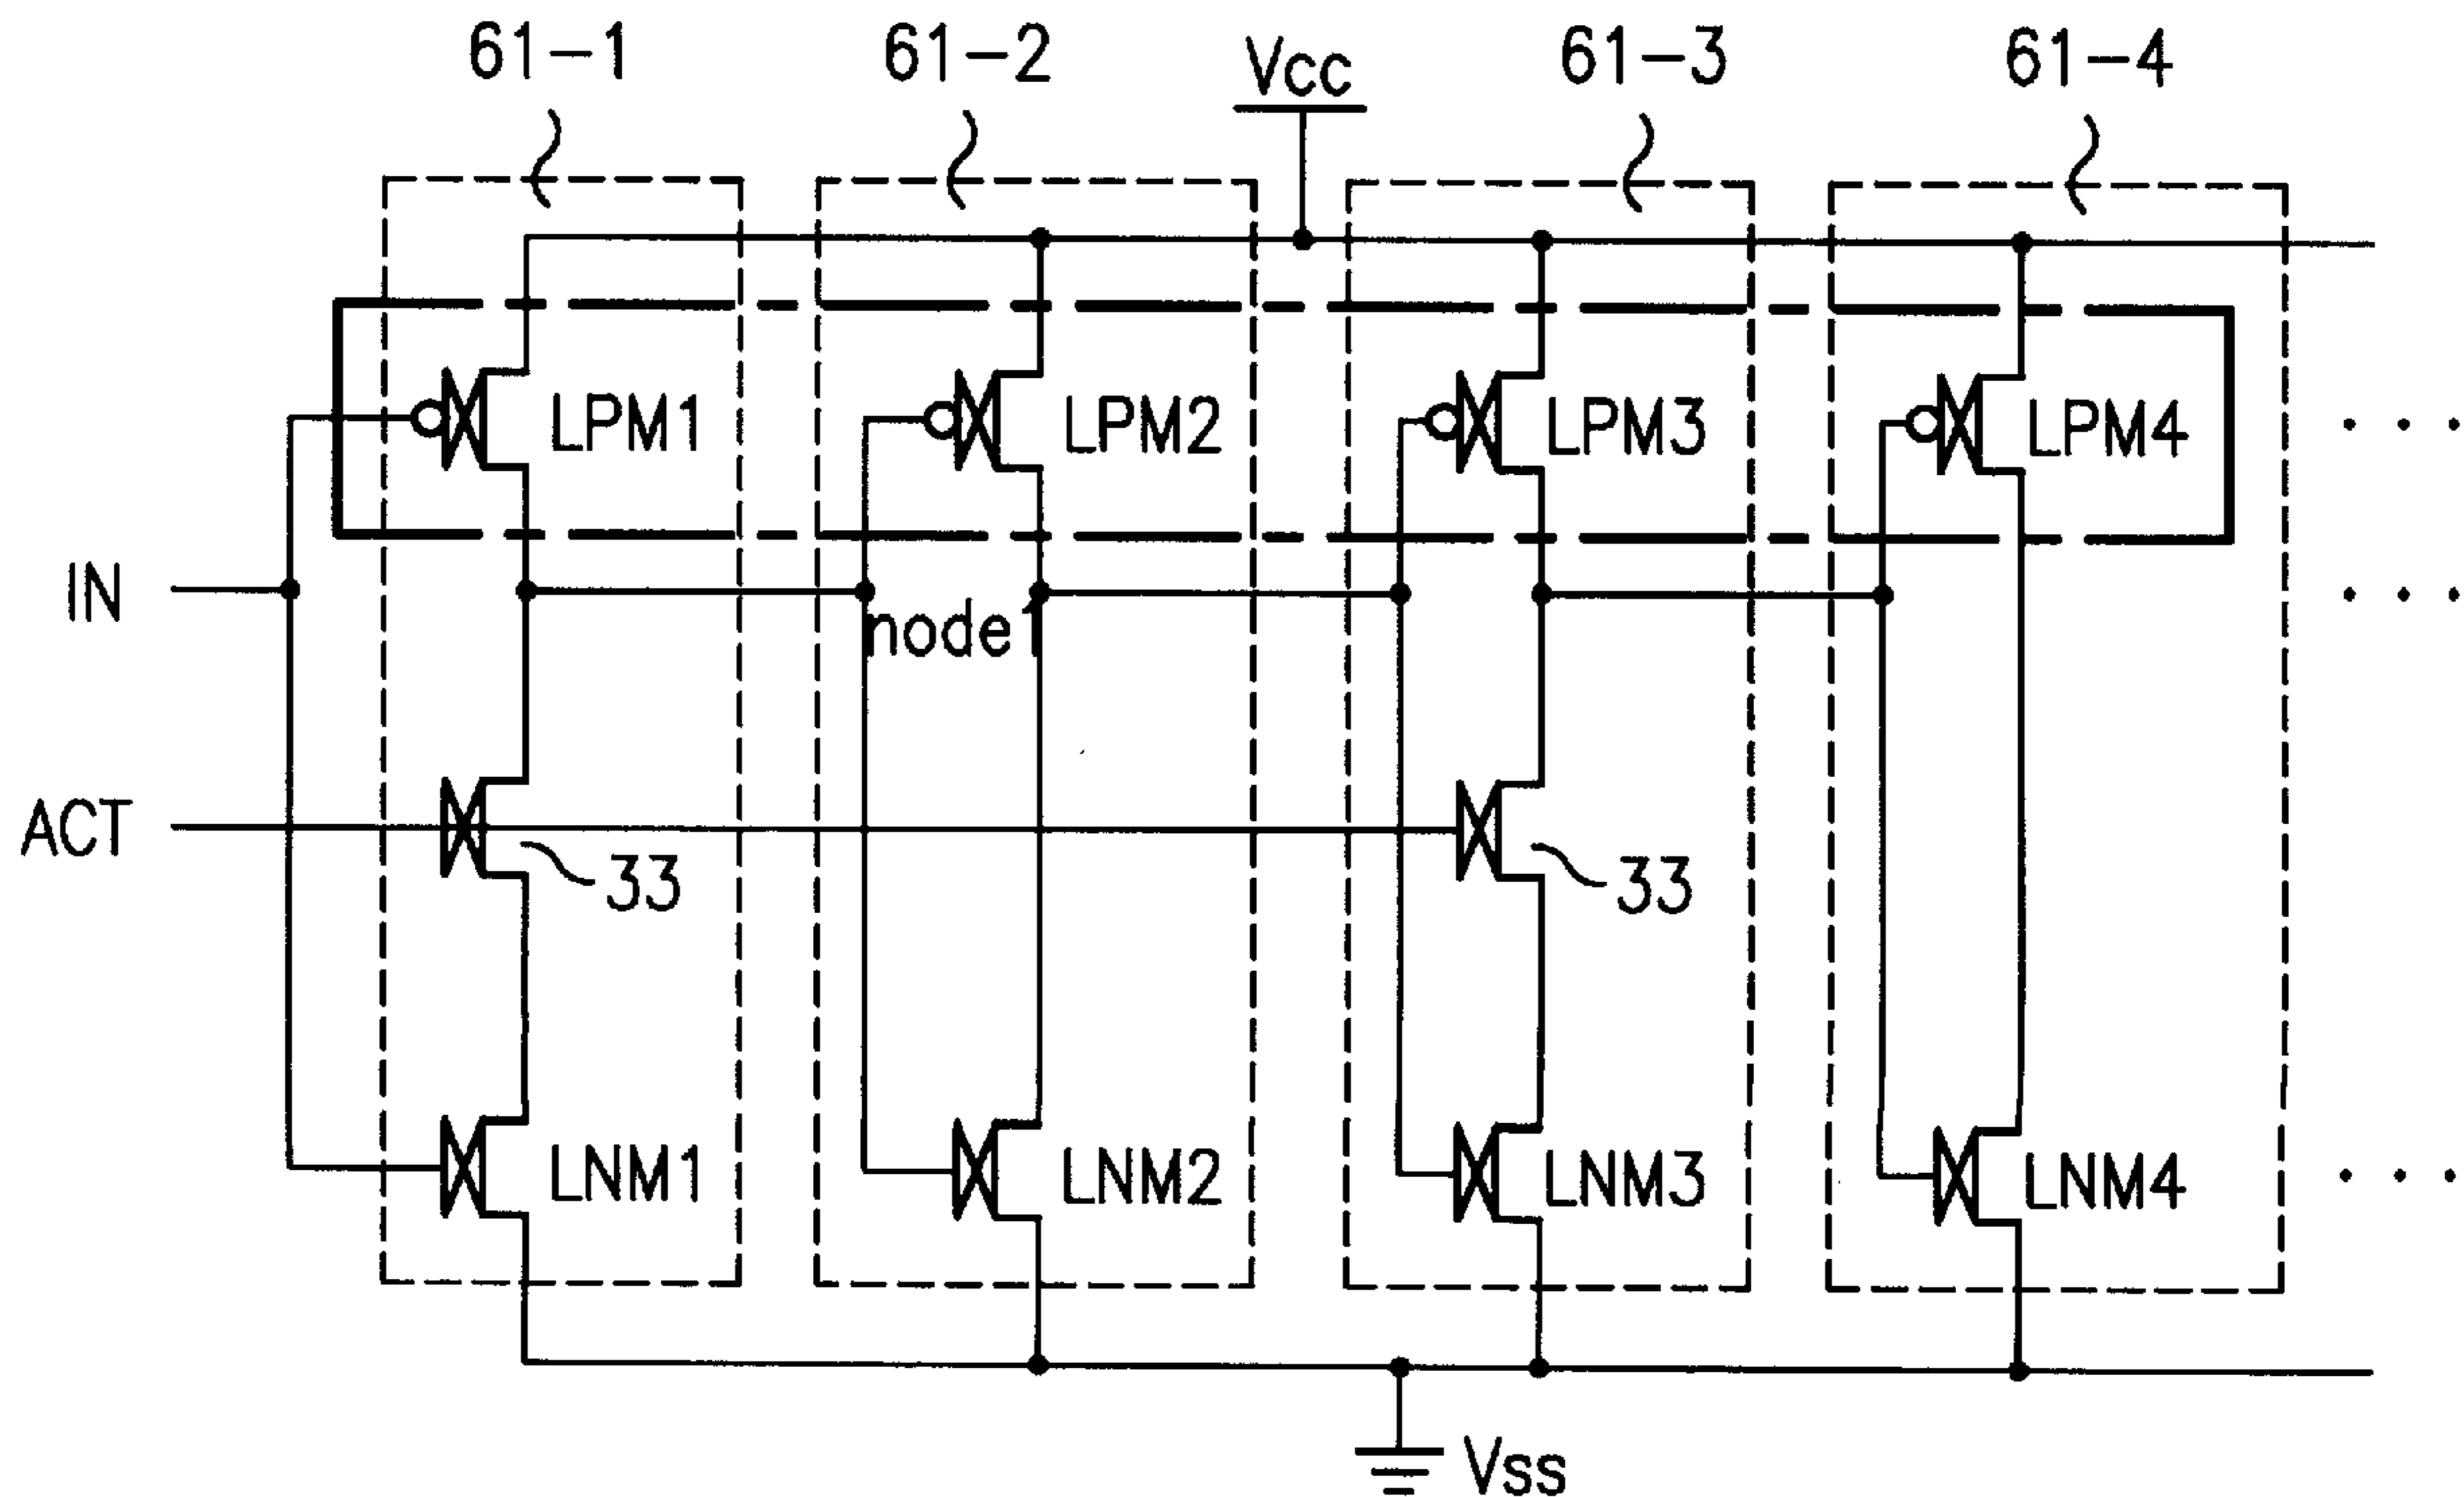 61-1
61-2
Vcc
61-3
61-4
LPM1
LPM2
LPM3
LPM4
. . .
IN
node1
. . .
ACT
33
33
LNM1
LNM2
LNM3
LNM4
. . .
Vss